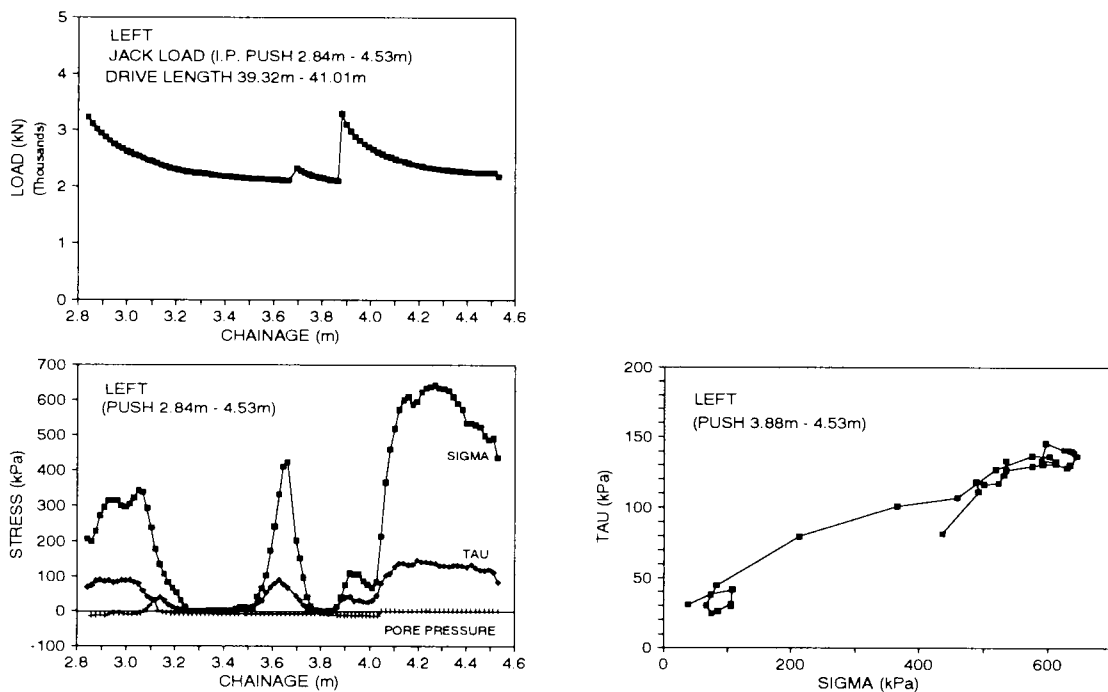 LEFT
JACK LOAD (I.P. PUSH 2.84m - 4.53m)
DRIVE LENGTH 39.32m - 41.01m
LOAD (kN)
(Thousands)
5
4
3
2
1
0
2.8 3.0 3.2 3.4 3.6 3.8 4.0 4.2 4.4 4.6
CHAINAGE (m)
LEFT
(PUSH 2.84m - 4.53m)
STRESS (kPa)
700
600
500
400
300
200
100
0
-100
SIGMA
TAU
PORE PRESSURE
2.8 3.0 3.2 3.4 3.6 3.8 4.0 4.2 4.4 4.6
CHAINAGE (m)
LEFT
(PUSH 3.88m - 4.53m)
TAU (kPa)
200
150
100
50
0
0 200 400 600
SIGMA (kPa)